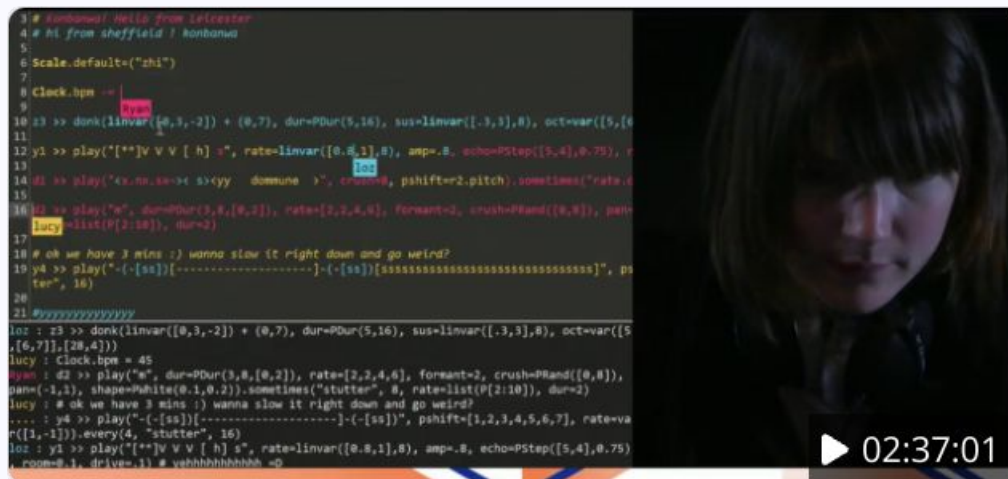 3 # Konbanwa! Hello from Leicester
4 # hi from sheffield ! konbanwa
5
6 Scale.default=("zhi")
7
8 Clock.bpm -=
9 Ryan
10 z3 >> donk(linvar([0,3,-2]) + (0,7), dur=PDur(5,16), sus=linvar([.3,3],8), oct=var([5,[6
11
12 y1 >> play("[**]V V V [ h] s", rate=linvar([0.8,1],8), amp=.8, echo=PStep([5,4],0.75), r
13 loz
14 d1 >> play("<x.nx.sx-><s><yy dommune >", crush=8, pshift=r2.pitch).sometimes("rate.
15
16 d2 >> play("m", dur=PDur(3,8,[0,2]), rate=[2,2,4,6], formant=2, crush=PRand([0,8]), pan=
lucy =list(P[2:10]), dur=2)
17
18 # ok we have 3 mins :) wanna slow it right down and go weird?
19 y4 >> play("-(-[ss])[--------------------]-(-[ss])[sssssssssssssssssssssssssssssss]", ps
ter", 16)
20
21 #yyyyyyyyyyyyyy
loz : z3 >> donk(linvar([0,3,-2]) + (0,7), dur=PDur(5,16), sus=linvar([.3,3],8), oct=var([5
,[6,7]],[28,4]))
lucy : Clock.bpm = 45
Ryan : d2 >> play("m", dur=PDur(3,8,[0,2]), rate=[2,2,4,6], formant=2, crush=PRand([0,8]),
pan=(-1,1), shape=PWhite(0.1,0.2)).sometimes("stutter", 8, rate=list(P[2:10]), dur=2)
lucy : # ok we have 3 mins :) wanna slow it right down and go weird?
.... : y4 >> play("-(-[ss])[--------------------]-(-[ss])", pshift=[1,2,3,4,5,6,7], rate=va
r([1,-1])).every(4, "stutter", 16)
loz : y1 >> play("[**]V V V [ h] s", rate=linvar([0.8,1],8), amp=.8, echo=PStep([5,4],0.75)
, room=0.1, drive=.1) # yehhhhhhhhhhh =D
02:37:01